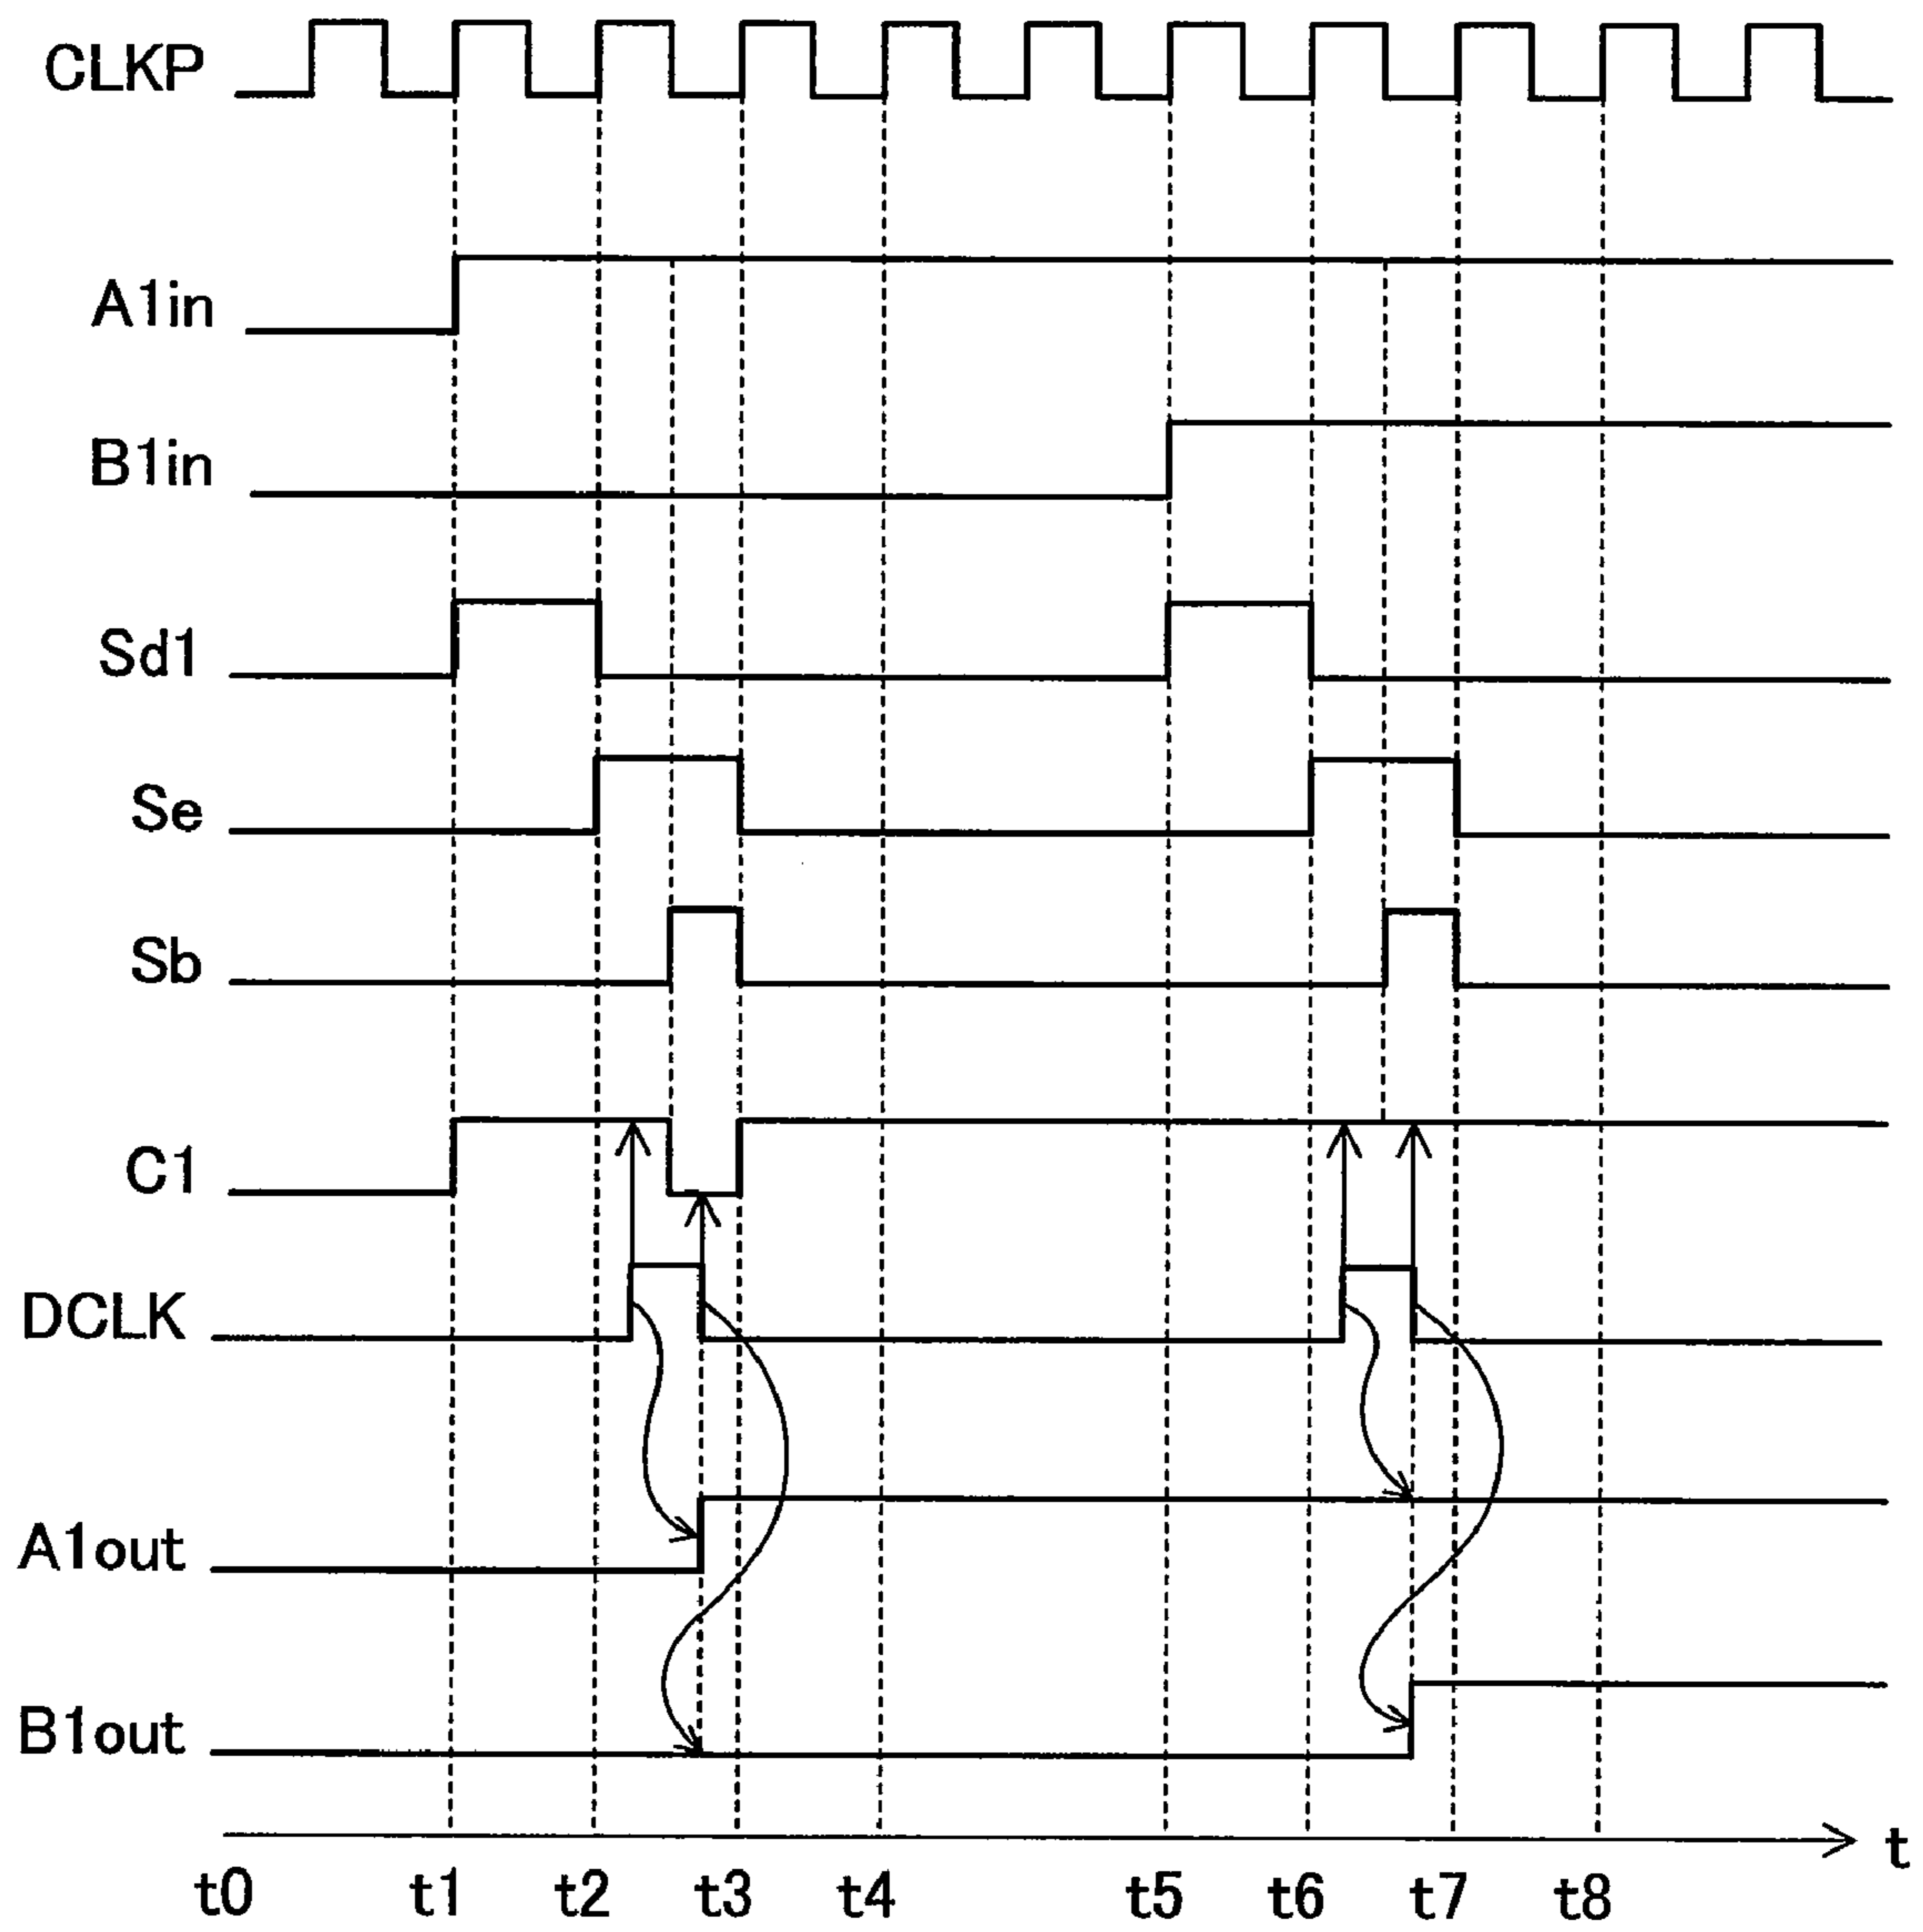 CLKP
A1in
B1in
Sd1
Se
Sb
C1
DCLK
A1out
B1out
t
t0 t1 t2 t3 t4 t5 t6 t7 t8